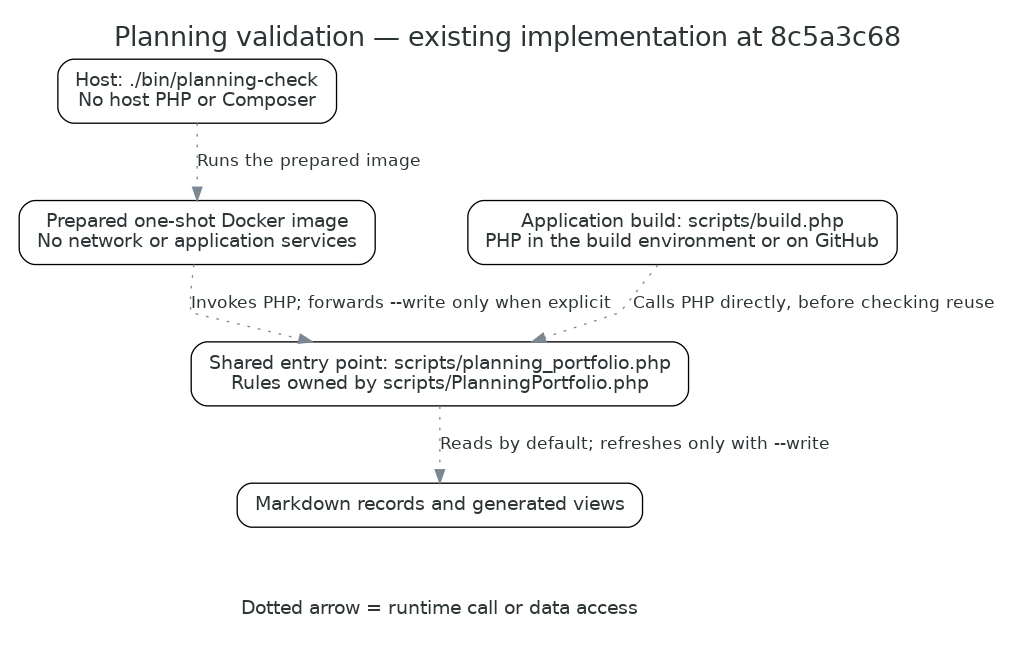 Planning validation — existing implementation at 8c5a3c68
Host: ./bin/planning-check
No host PHP or Composer
Runs the prepared image
Prepared one-shot Docker image
No network or application services
Application build: scripts/build.php
PHP in the build environment or on GitHub
Invokes PHP; forwards --write only when explicit
Calls PHP directly, before checking reuse
Shared entry point: scripts/planning_portfolio.php
Rules owned by scripts/PlanningPortfolio.php
Reads by default; refreshes only with --write
Markdown records and generated views
Dotted arrow = runtime call or data access